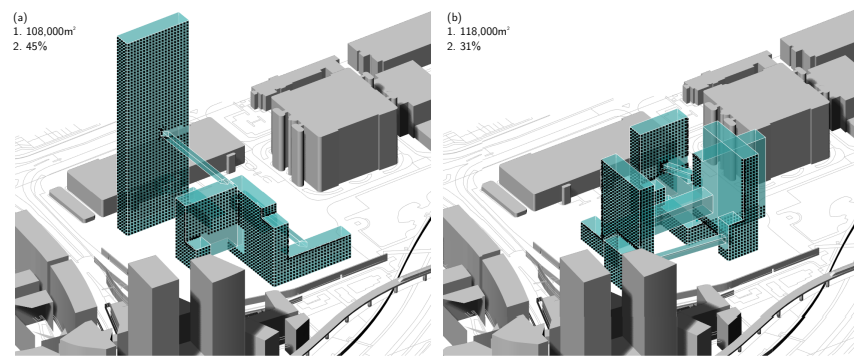 (a)
1. 108,000m²
2. 45%
(b)
1. 118,000m²
2. 31%